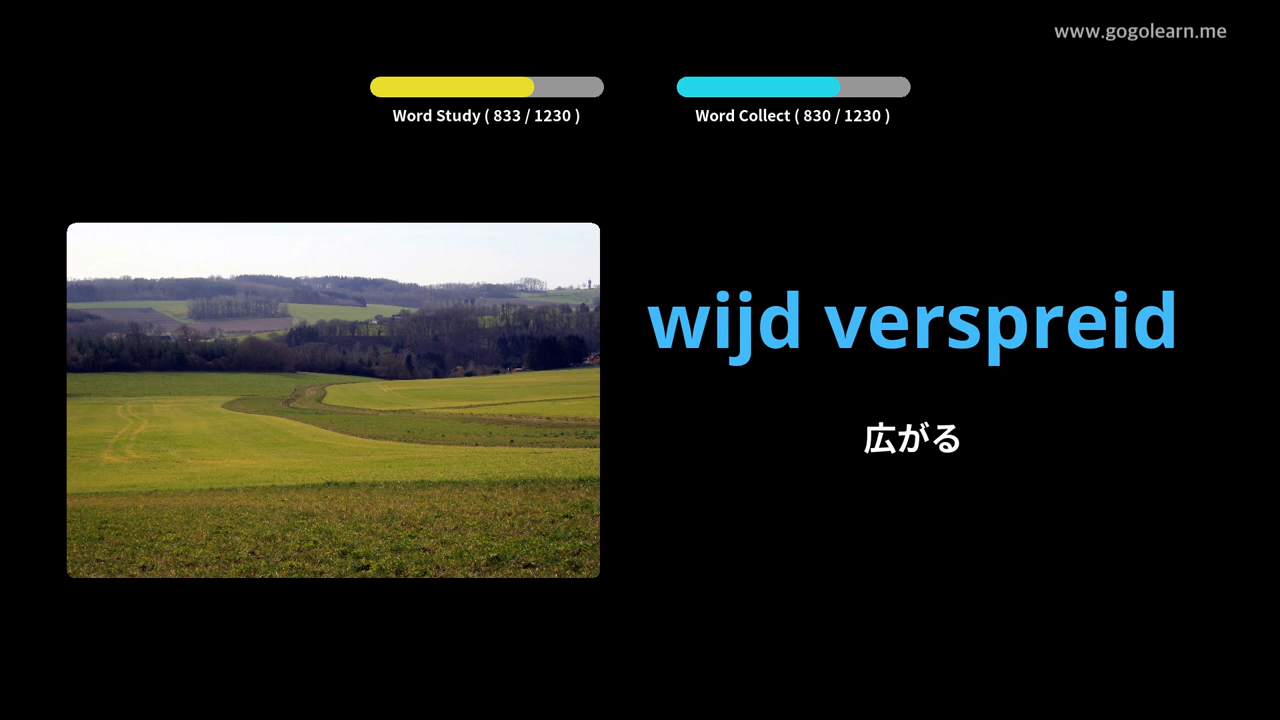 www.gogolearn.me
Word Study ( 833 / 1230 )
Word Collect ( 830 / 1230 )
wijd verspreid
広がる